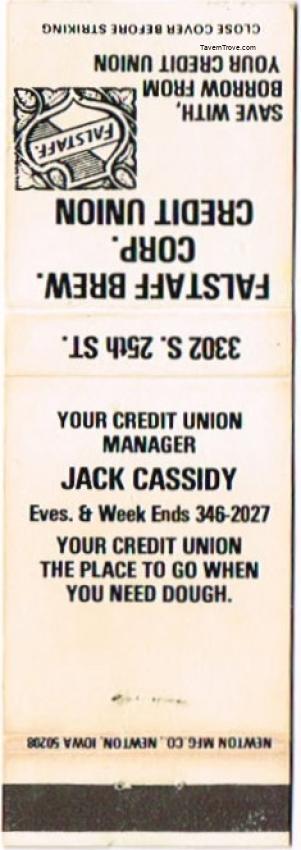 TavernTrove.com
FALSTAFF BREW.
CORP.
CREDIT UNION
FALSTAFF.
SAVE WITH,
BORROW FROM
YOUR CREDIT UNION
CLOSE COVER BEFORE STRIKING
3302 S. 25th ST.
YOUR CREDIT UNION
MANAGER
JACK CASSIDY
Eves. & Week Ends 346-2027
YOUR CREDIT UNION
THE PLACE TO GO WHEN
YOU NEED DOUGH.
NEWTON MFG. CO., NEWTON, IOWA 50208